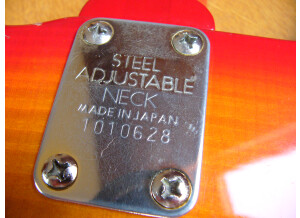 STEEL
ADJUSTABLE
NECK
MADE IN JAPAN
1010628